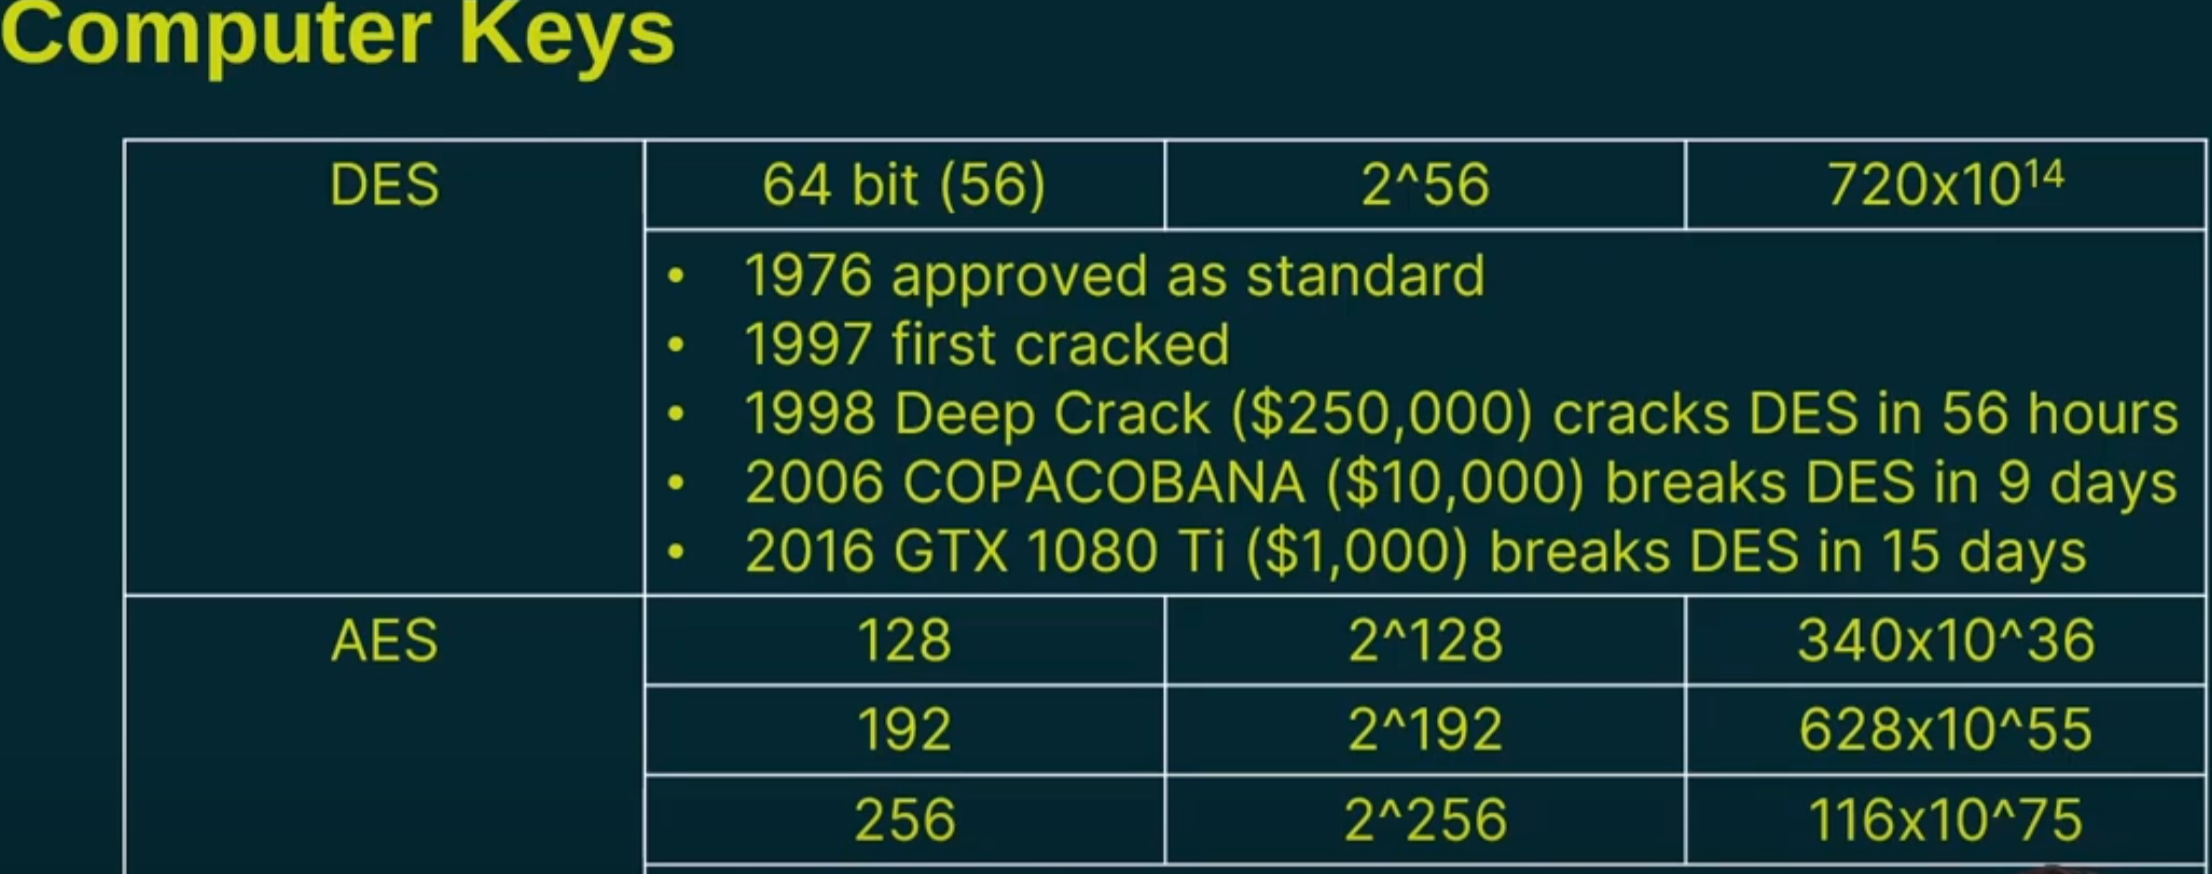 Computer Keys
DES 64 bit (56) 2^56 720x10¹⁴
• 1976 approved as standard
• 1997 first cracked
• 1998 Deep Crack ($250,000) cracks DES in 56 hours
• 2006 COPACOBANA ($10,000) breaks DES in 9 days
• 2016 GTX 1080 Ti ($1,000) breaks DES in 15 days
AES 128 2^128 340x10^36
192 2^192 628x10^55
256 2^256 116x10^75